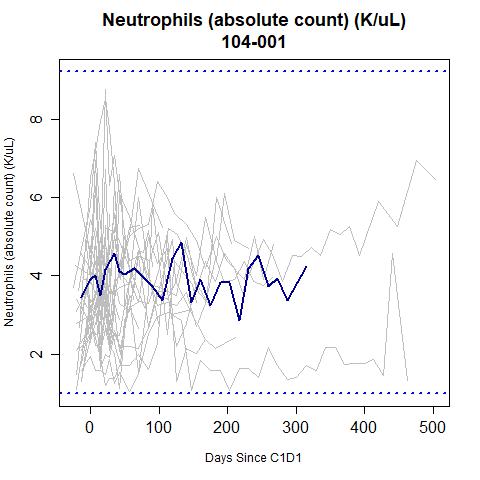 Neutrophils (absolute count) (K/uL)
104-001
Neutrophils (absolute count) (K/uL)
8
6
4
2
0 100 200 300 400 500
Days Since C1D1